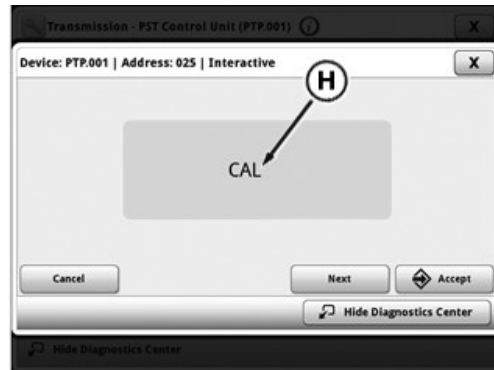 Transmission - PST Control Unit (PTP.001) i X
Device: PTP.001 | Address: 025 | Interactive X
H
CAL
Cancel Next Accept
Hide Diagnostics Center
Hide Diagnostics Center